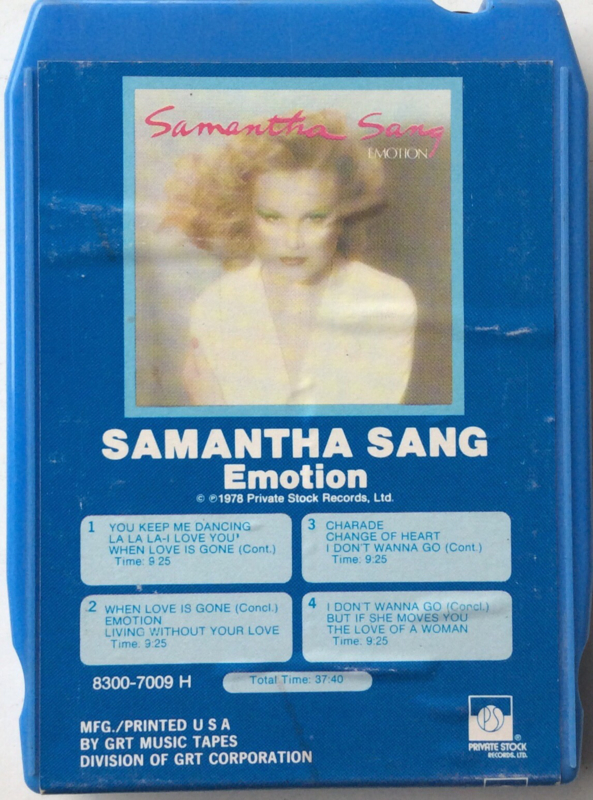 Samantha Sang
EMOTION
SAMANTHA SANG
Emotion
© ℗1978 Private Stock Records, Ltd.
1 YOU KEEP ME DANCING
LA LA LA-I LOVE YOU'
WHEN LOVE IS GONE (Cont.)
Time: 9:25
2 WHEN LOVE IS GONE (Concl.)
EMOTION
LIVING WITHOUT YOUR LOVE
Time: 9:25
3 CHARADE
CHANGE OF HEART
I DON'T WANNA GO (Cont.)
Time: 9:25
4 I DON'T WANNA GO (Concl.)
BUT IF SHE MOVES YOU
THE LOVE OF A WOMAN
Time: 9:25
8300-7009 H
Total Time: 37:40
MFG./PRINTED U S A
BY GRT MUSIC TAPES
DIVISION OF GRT CORPORATION
PS
PRIVATE STOCK ®
RECORDS, LTD.